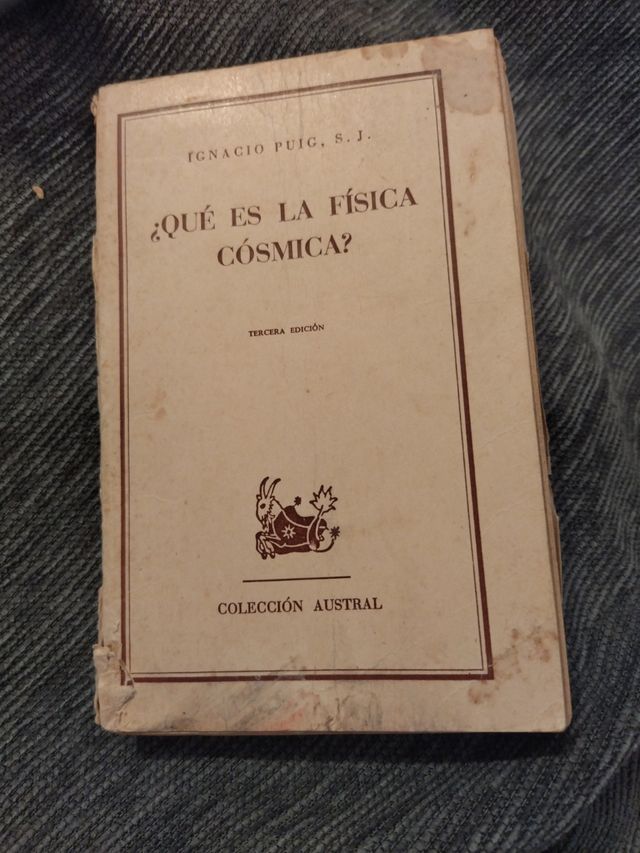 IGNACIO PUIG, S. J.
¿QUÉ ES LA FÍSICA
CÓSMICA?
TERCERA EDICIÓN
COLECCIÓN AUSTRAL